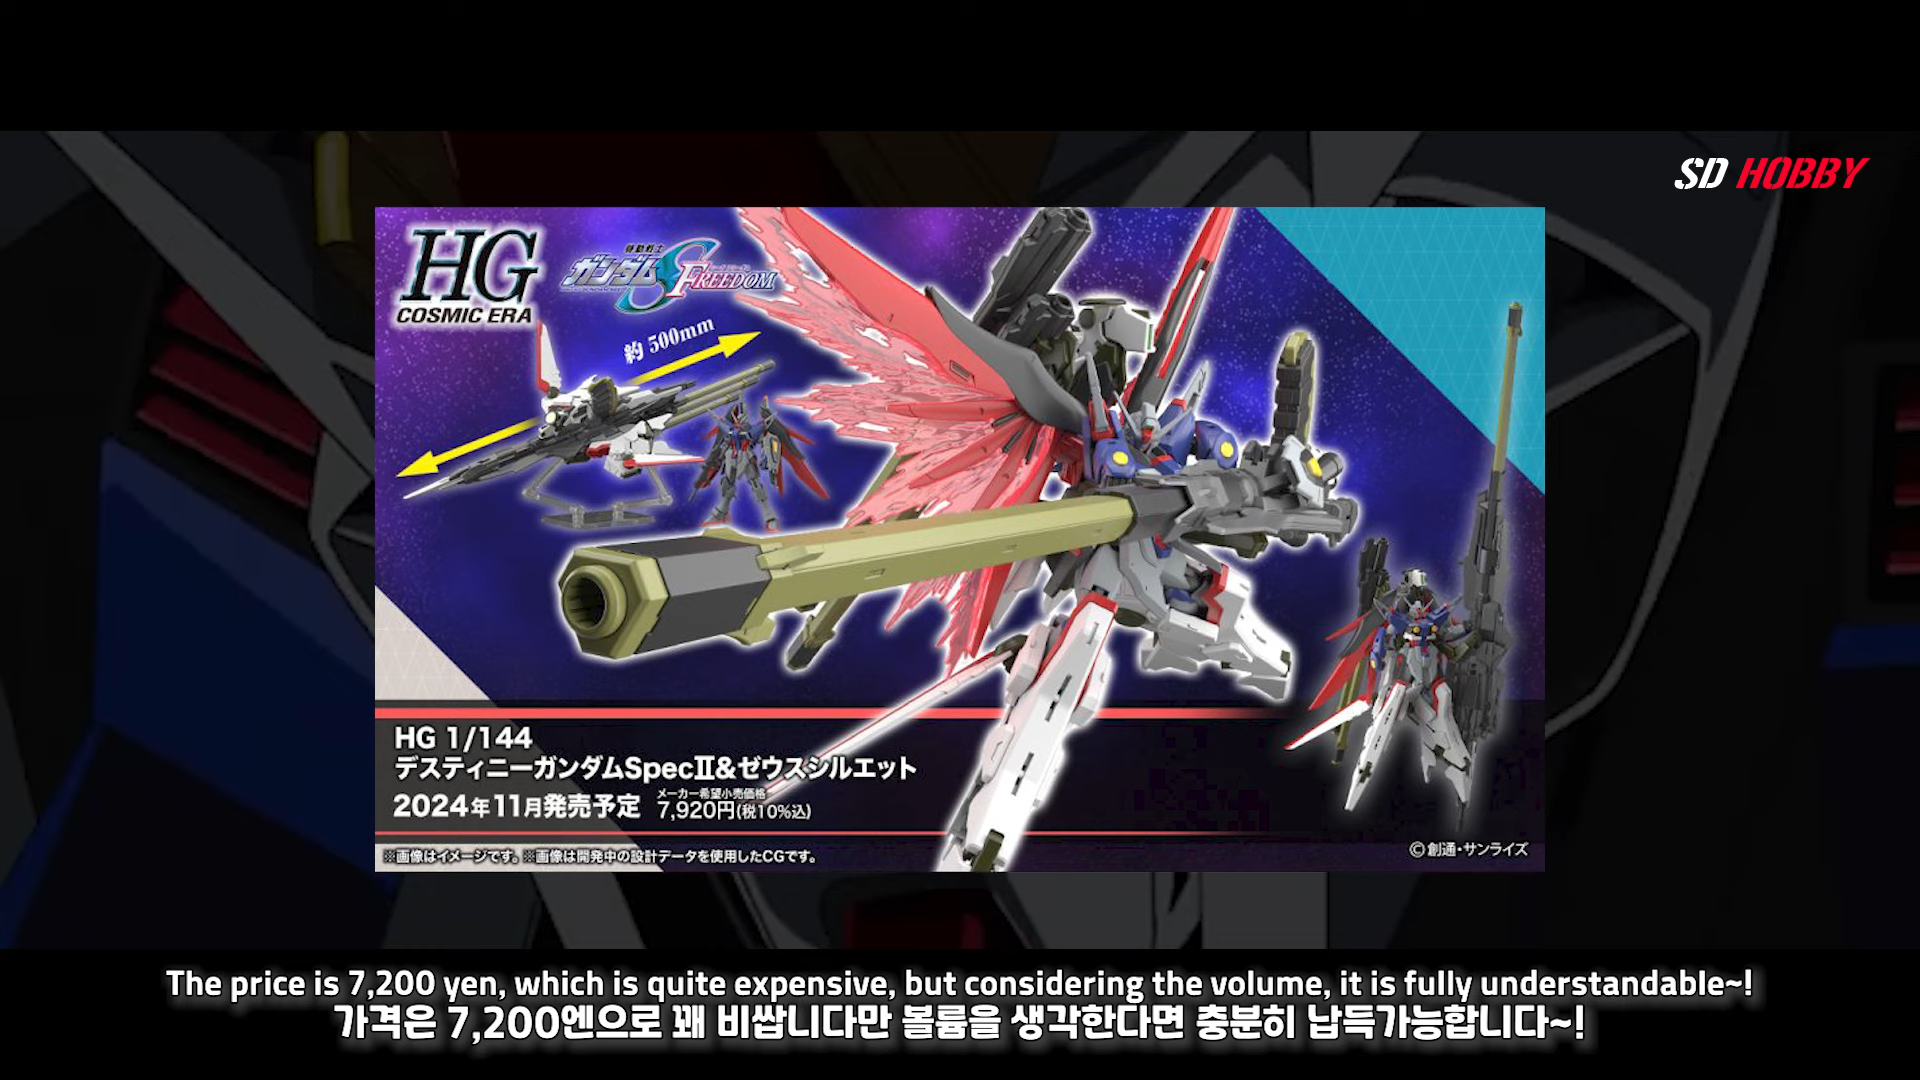 SD HOBBY
HG
COSMIC ERA
機動戦士
ガンダムSEED FREEDOM
約 500mm
HG 1/144
デスティニーガンダムSpecⅡ&ゼウスシルエット
メーカー希望小売価格
2024年11月発売予定 7,920円(税10%込)
※画像はイメージです。※画像は開発中の設計データを使用したCGです。
©創通・サンライズ
The price is 7,200 yen, which is quite expensive, but considering the volume, it is fully understandable~!
가격은 7,200엔으로 꽤 비쌉니다만 볼륨을 생각한다면 충분히 납득가능합니다~!